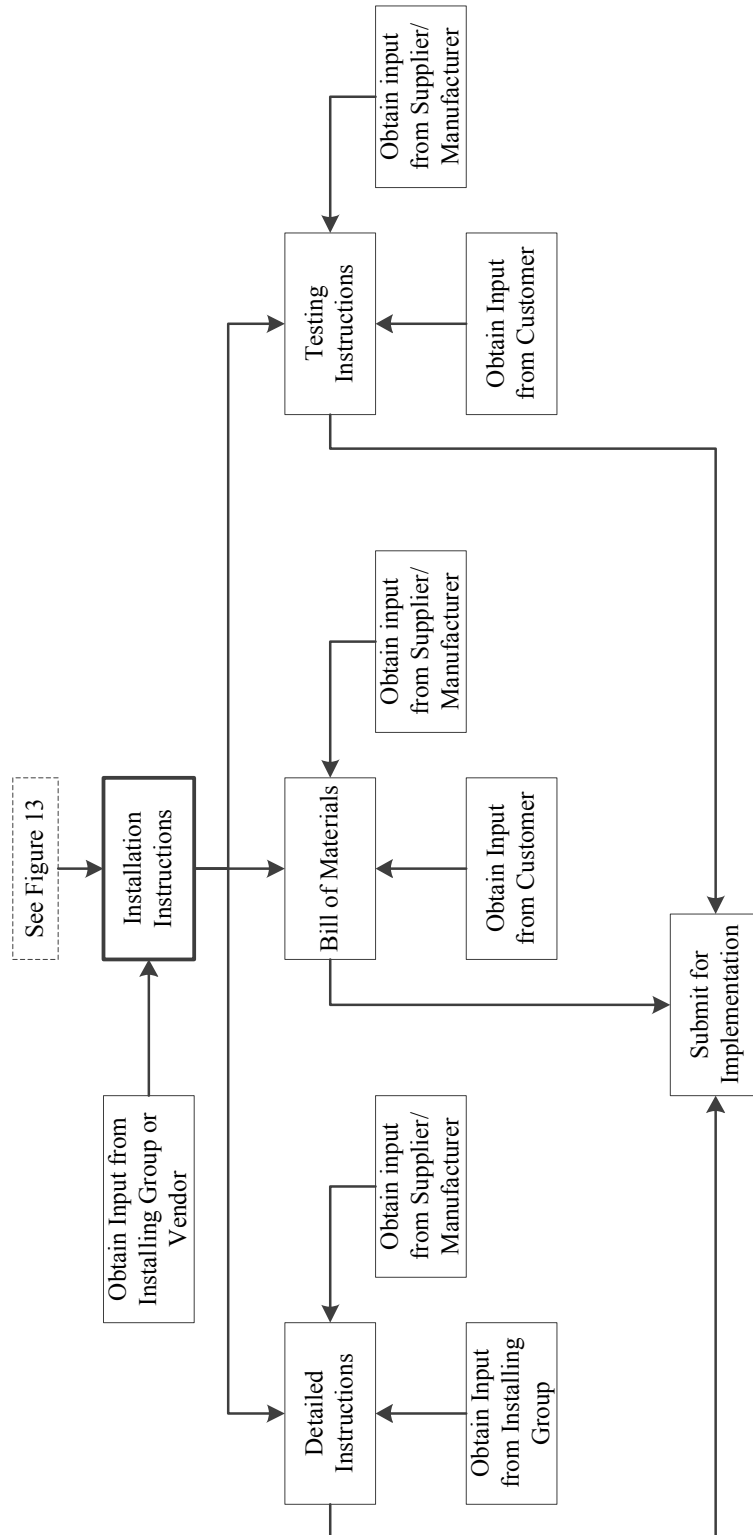 See Figure 13
Obtain Input from
Installing Group or
Vendor
Installation
Instructions
Detailed
Instructions
Bill of Materials
Testing
Instructions
Obtain input
from Supplier/
Manufacturer
Obtain input
from Supplier/
Manufacturer
Obtain input
from Supplier/
Manufacturer
Obtain Input
from Installing
Group
Obtain Input
from Customer
Obtain Input
from Customer
Submit for
Implementation